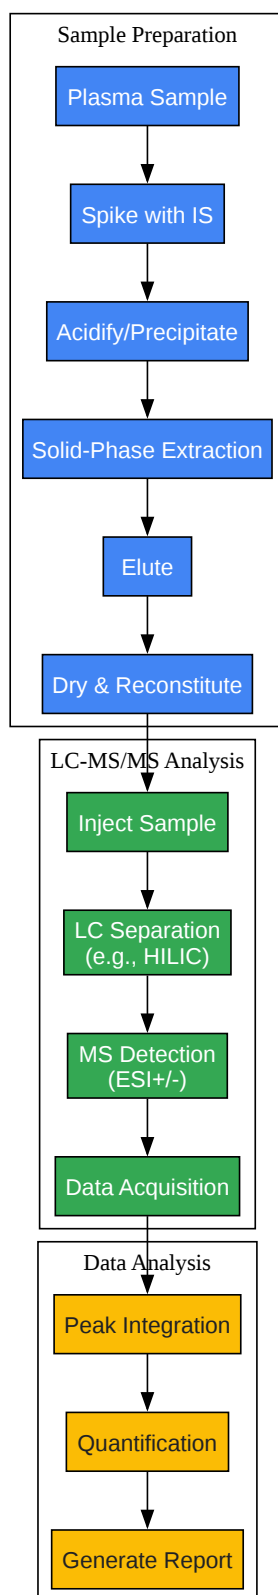 Sample Preparation
Plasma Sample
Spike with IS
Acidify/Precipitate
Solid-Phase Extraction
Elute
Dry & Reconstitute
LC-MS/MS Analysis
Inject Sample
LC Separation
(e.g., HILIC)
MS Detection
(ESI+/-)
Data Acquisition
Data Analysis
Peak Integration
Quantification
Generate Report